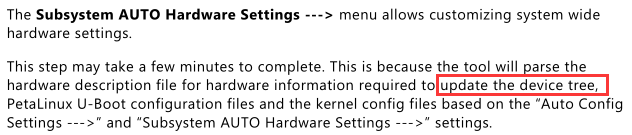 The Subsystem AUTO Hardware Settings ---> menu allows customizing system wide
hardware settings.
This step may take a few minutes to complete. This is because the tool will parse the
hardware description file for hardware information required to update the device tree,
PetaLinux U-Boot configuration files and the kernel config files based on the “Auto Config
Settings --->” and “Subsystem AUTO Hardware Settings --->” settings.